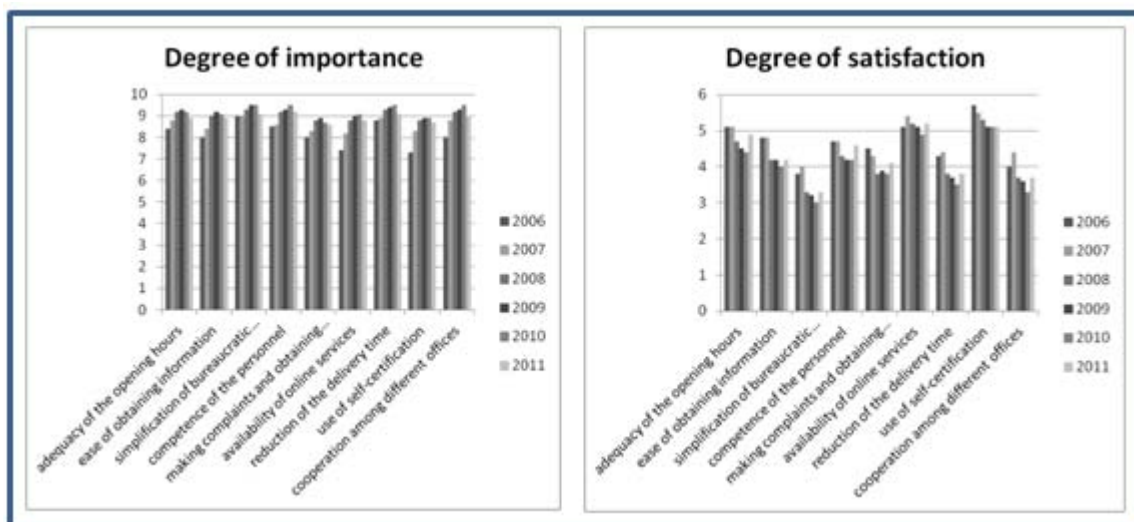 Degree of importance
10
9
8
7
6
5
4
3
2
1
0
2006
2007
2008
2009
2010
2011
adequacy of the opening hours
ease of obtaining information
simplification of bureaucratic...
competence of the personnel
making complaints and obtaining...
availability of online services
reduction of the delivery time
use of self-certification
cooperation among different offices
Degree of satisfaction
6
5
4
3
2
1
0
2006
2007
2008
2009
2010
2011
adequacy of the opening hours
ease of obtaining information
simplification of bureaucratic...
competence of the personnel
making complaints and obtaining...
availability of online services
reduction of the delivery time
use of self-certification
cooperation among different offices